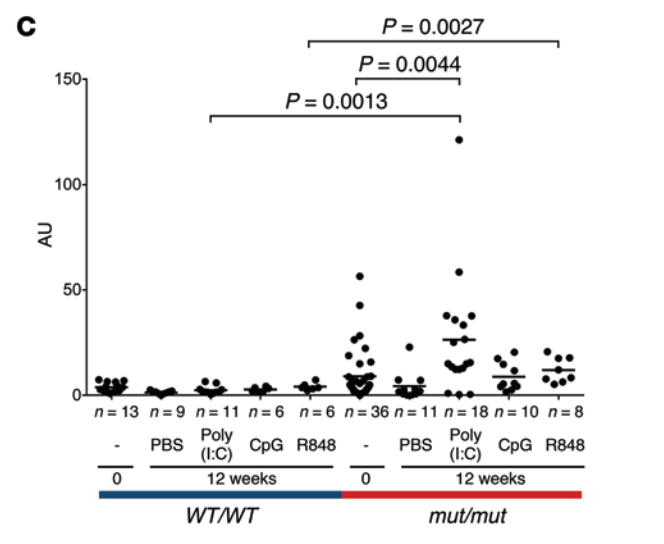 C
P = 0.0027
P = 0.0044
P = 0.0013
150
100
50
0
AU
n = 13 n = 9 n = 11 n = 6 n = 6 n = 36 n = 11 n = 18 n = 10 n = 8
- PBS Poly (I:C) CpG R848 - PBS Poly (I:C) CpG R848
0 12 weeks 0 12 weeks
WT/WT mut/mut